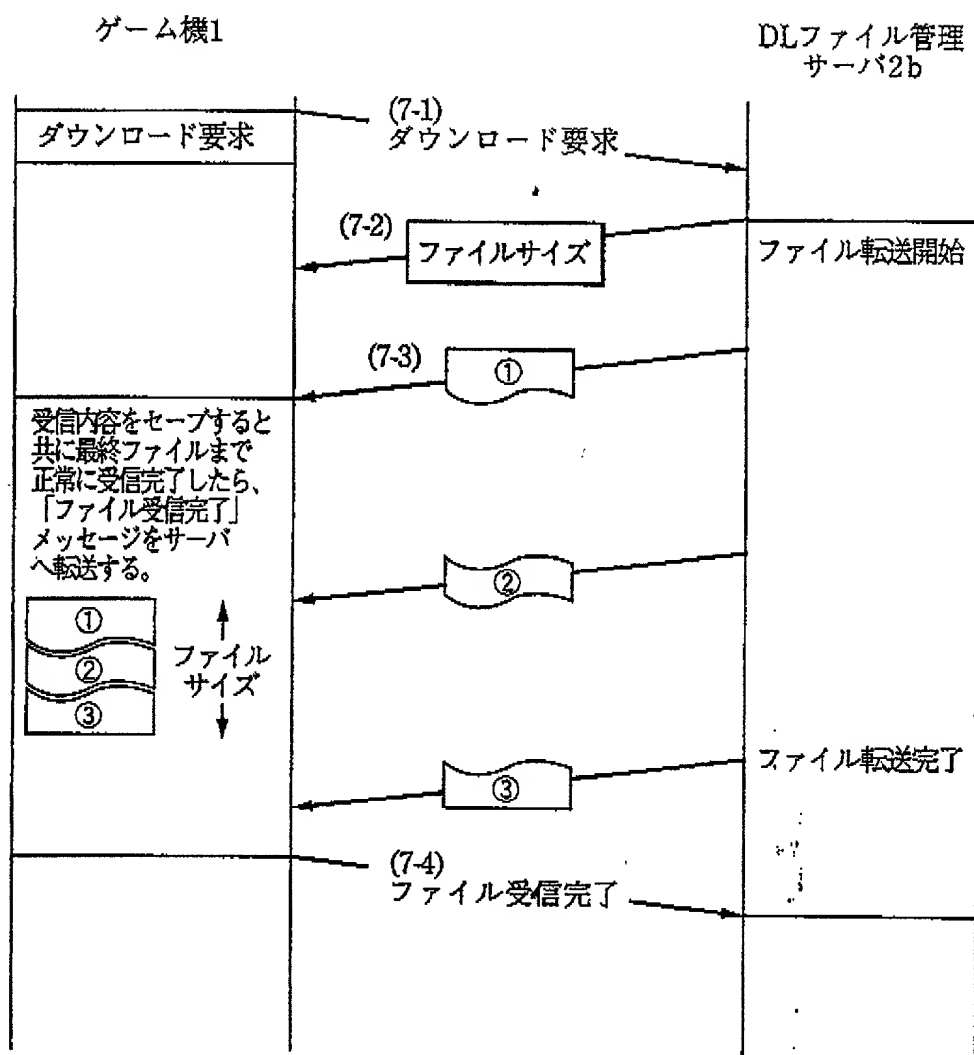 ゲーム機1
DLファイル管理
サーバ2b
ダウンロード要求
(7-1)
ダウンロード要求
(7-2)
ファイルサイズ
ファイル転送開始
(7-3)
①
受信内容をセーブすると
共に最終ファイルまで
正常に受信完了したら、
「ファイル受信完了」
メッセージをサーバ
へ転送する。
②
①
②
③
ファイル
サイズ
ファイル転送完了
③
(7-4)
ファイル受信完了